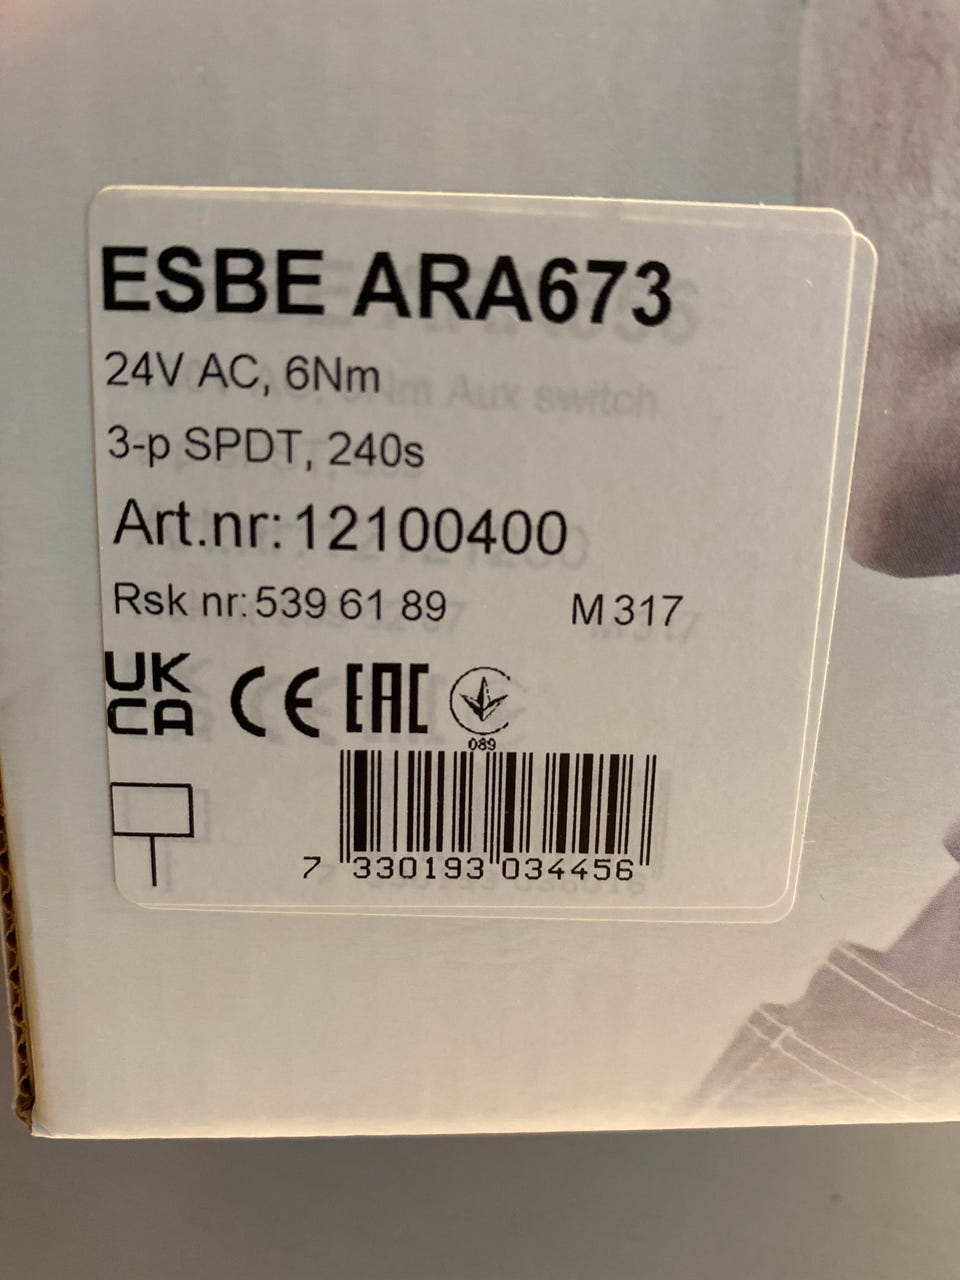 ESBE ARA673
24V AC, 6Nm
3-p SPDT, 240s
Art.nr: 12100400
Rsk nr: 539 61 89 M 317
UK
CA CE EAC
089
7 330193 034456